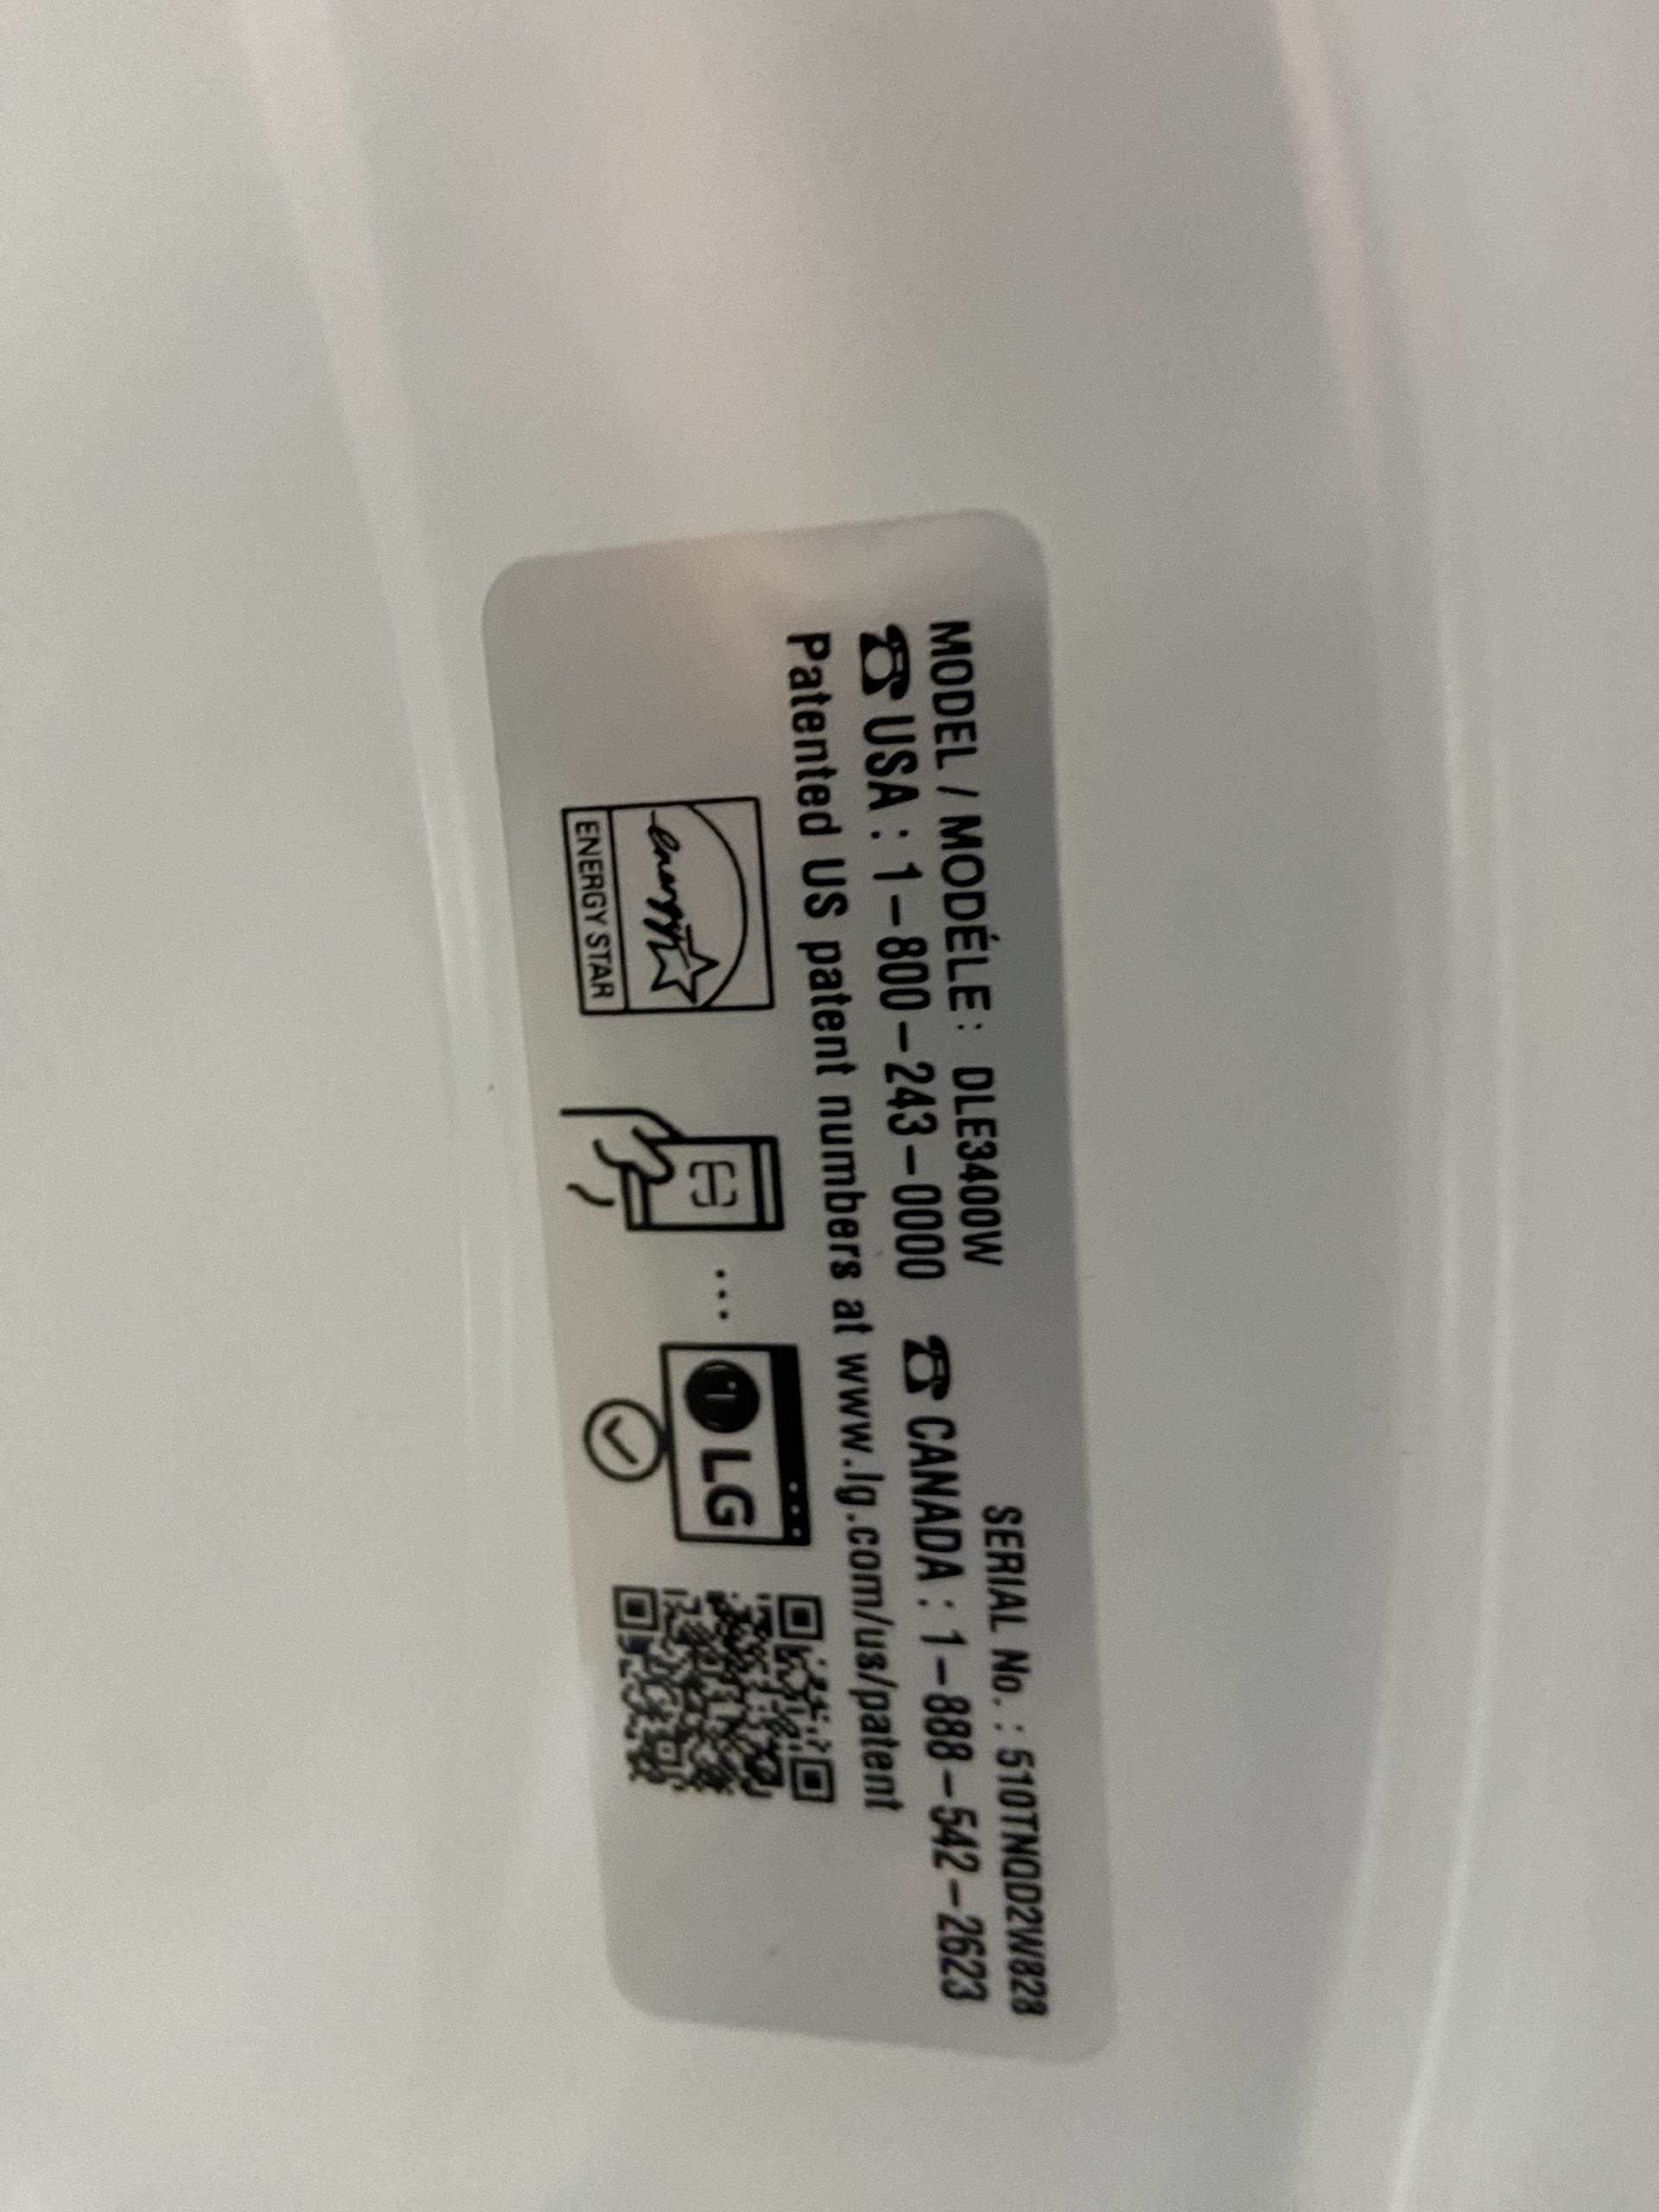 MODEL / MODÉLE: DLE3400W SERIAL No. : 510TNQD2W828
USA : 1-800-243-0000 CANADA : 1-888-542-2623
Patented US patent numbers at www.lg.com/us/patent
energy
ENERGY STAR
LG